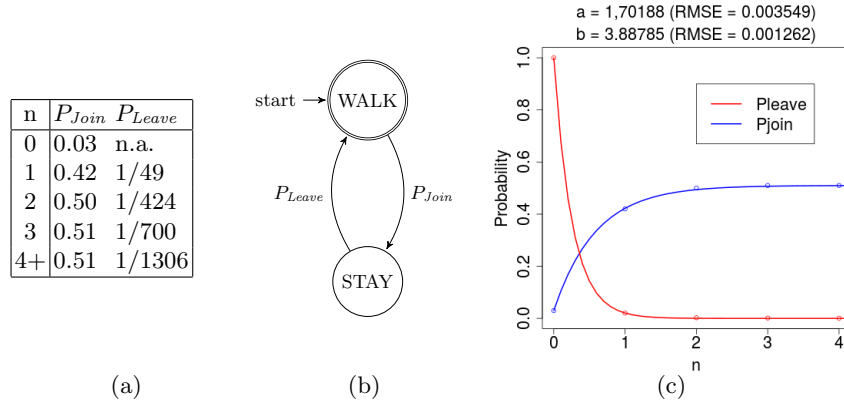 n P_Join P_Leave
0 0.03 n.a.
1 0.42 1/49
2 0.50 1/424
3 0.51 1/700
4+ 0.51 1/1306
(a)
start WALK
P_Leave P_Join
STAY
(b)
a = 1,70188 (RMSE = 0.003549)
b = 3.88785 (RMSE = 0.001262)
Probability
1.0
0.8
0.6
0.4
0.2
0.0
Pleave
Pjoin
0 1 2 3 4
n
(c)